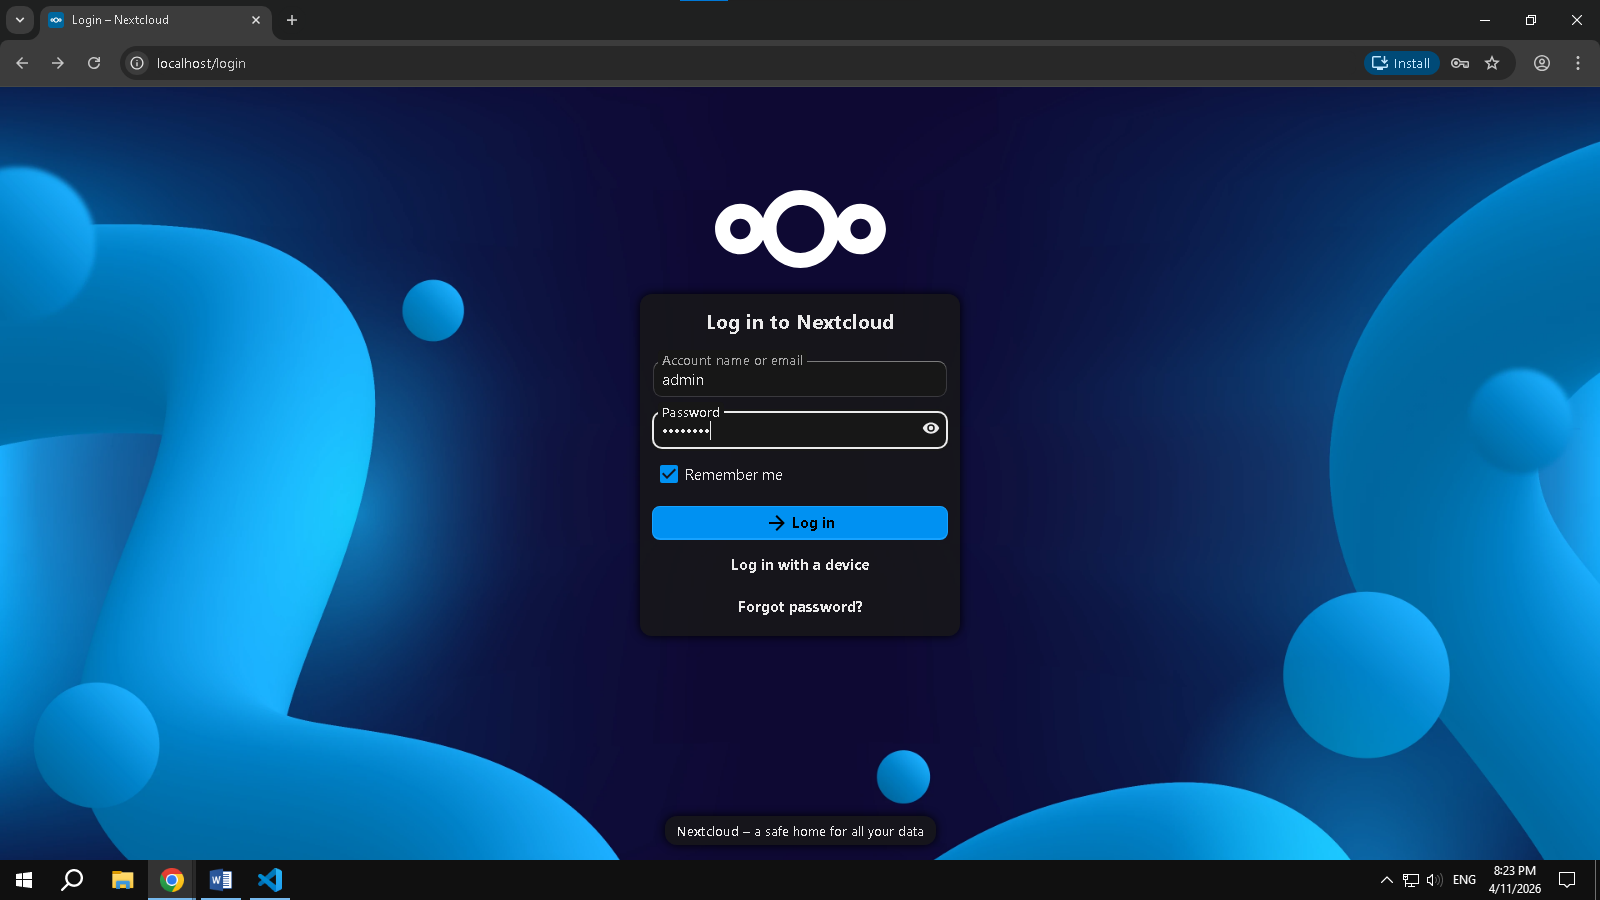 Login – Nextcloud
localhost/login
Install
Log in to Nextcloud
Account name or email
admin
Password
••••••••
Remember me
Log in
Log in with a device
Forgot password?
Nextcloud – a safe home for all your data
ENG
8:23 PM
4/11/2026